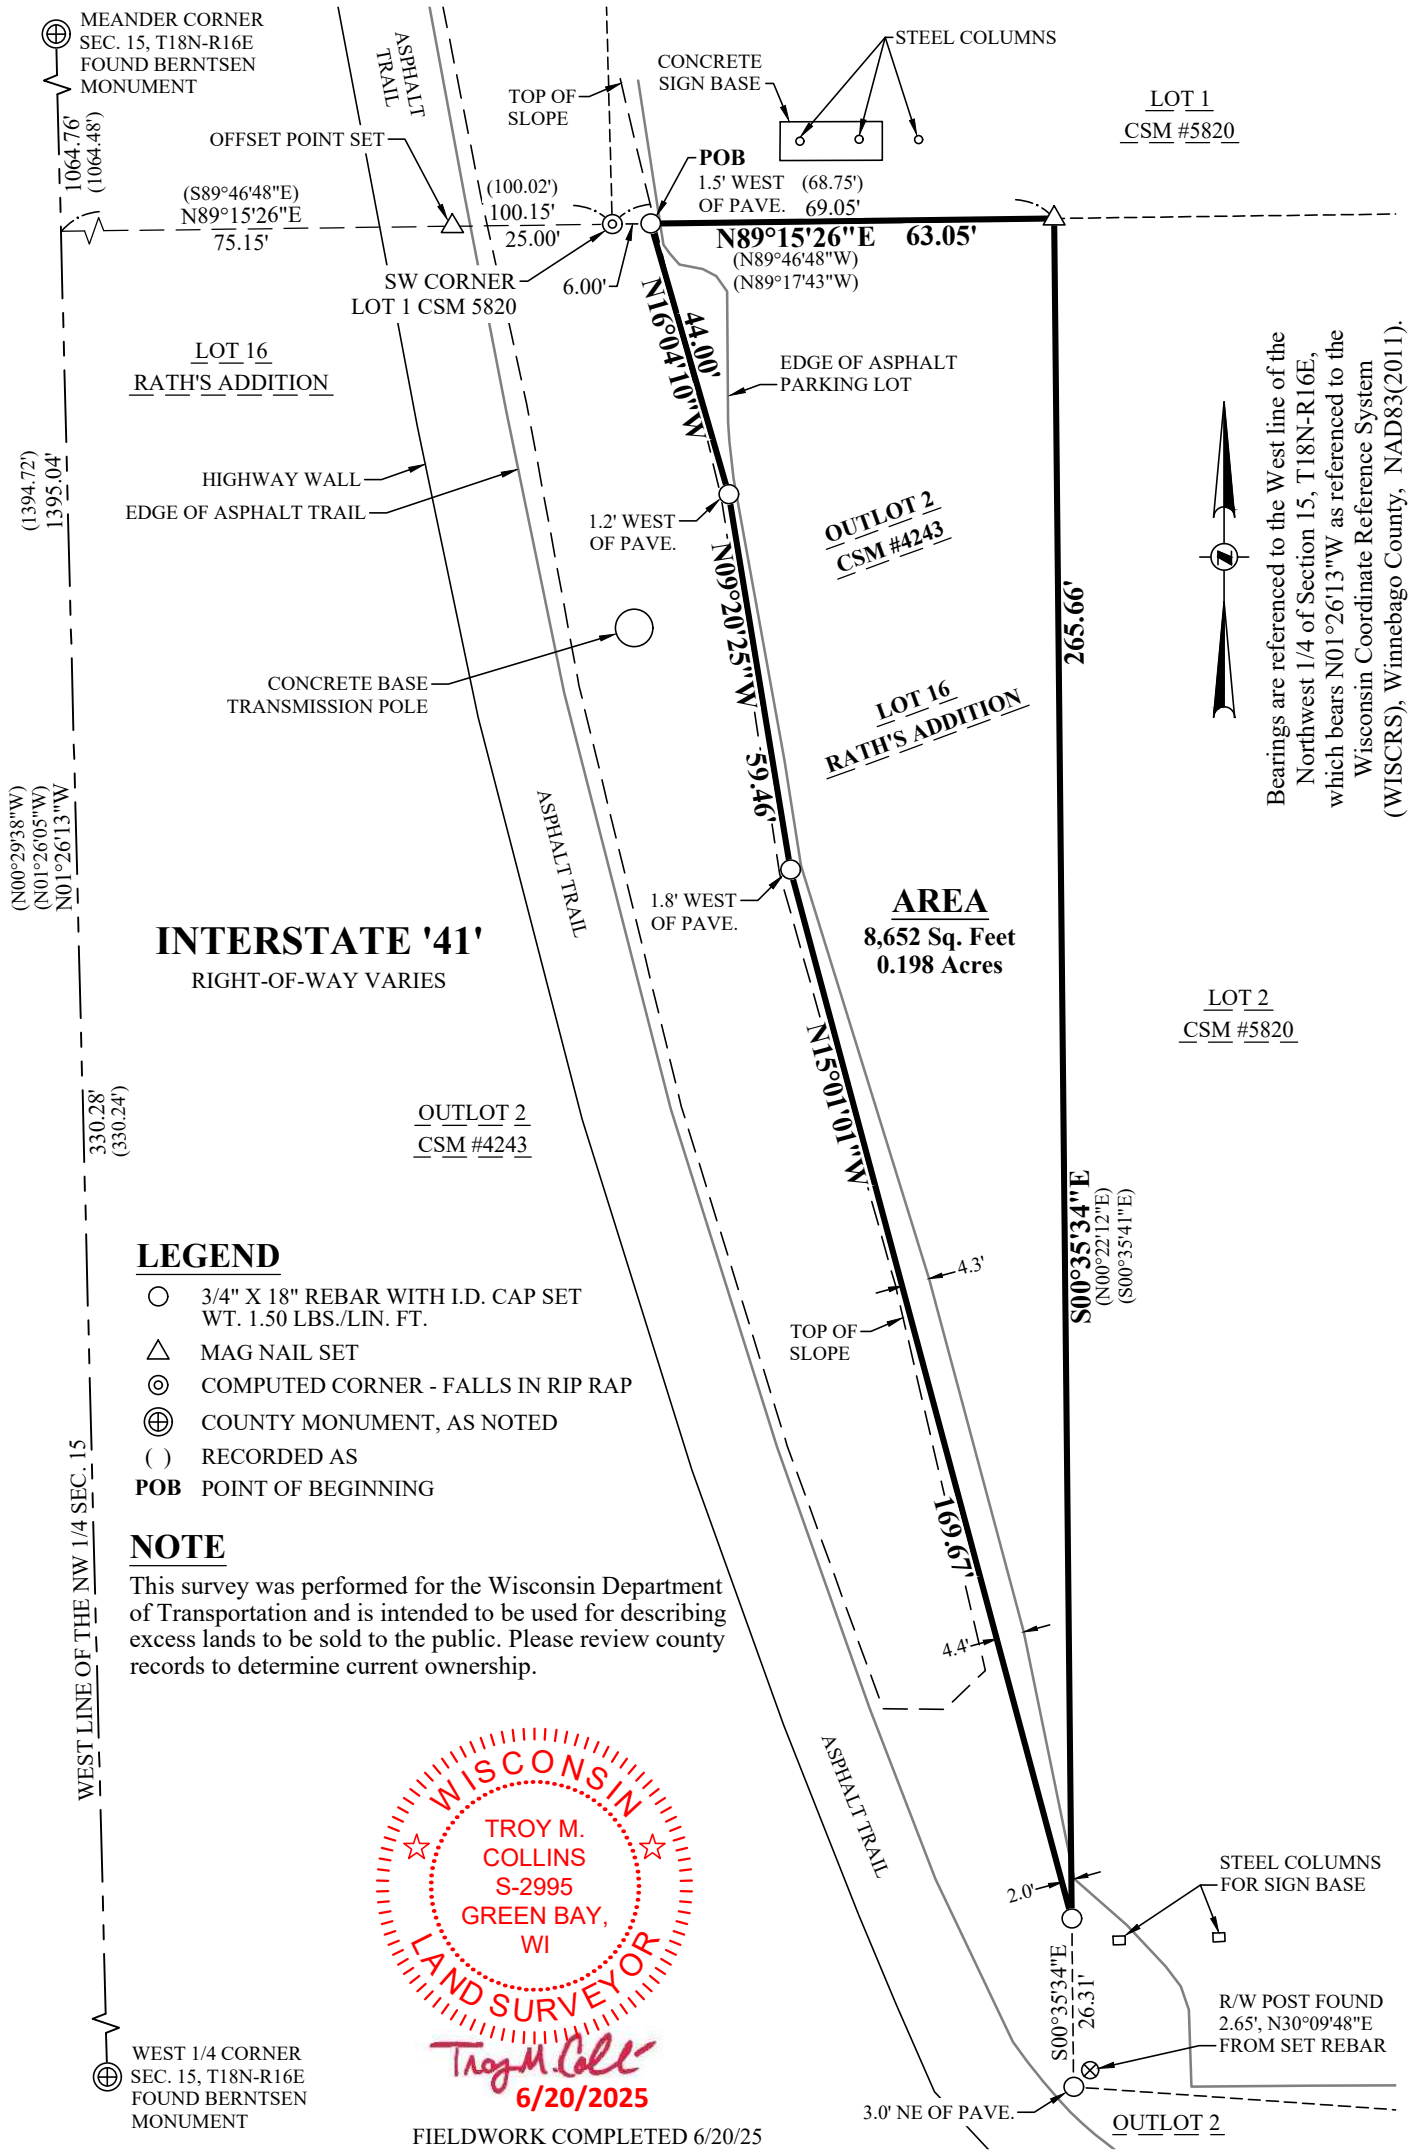 MEANDER CORNER
SEC. 15, T18N-R16E
FOUND BERNTSEN
MONUMENT
1064.76'
(1064.48')
ASPHALT
TRAIL
TOP OF
SLOPE
CONCRETE
SIGN BASE
STEEL COLUMNS
LOT 1
CSM #5820
OFFSET POINT SET
POB
1.5' WEST
OF PAVE.
(68.75')
69.05'
(S89°46'48"E)
N89°15'26"E
75.15'
(100.02')
100.15'
25.00'
N89°15'26"E 63.05'
(N89°46'48"W)
(N89°17'43"W)
SW CORNER
LOT 1 CSM 5820
6.00'
44.00'
N16°04'10"W
LOT 16
RATH'S ADDITION
EDGE OF ASPHALT
PARKING LOT
Bearings are referenced to the West line of the
Northwest 1/4 of Section 15, T18N-R16E,
which bears N01°26'13"W as referenced to the
Wisconsin Coordinate Reference System
(WISCRS), Winnebago County, NAD83(2011).
(1394.72')
1395.04'
HIGHWAY WALL
EDGE OF ASPHALT TRAIL
1.2' WEST
OF PAVE.
OUTLOT 2
CSM #4243
N
N09°20'25"W 59.46'
265.66'
CONCRETE BASE
TRANSMISSION POLE
LOT 16
RATH'S ADDITION
ASPHALT TRAIL
(N00°29'38"W)
(N01°26'05"W)
N01°26'13"W
1.8' WEST
OF PAVE.
AREA
8,652 Sq. Feet
0.198 Acres
INTERSTATE '41'
RIGHT-OF-WAY VARIES
LOT 2
CSM #5820
N15°01'01"W
330.28'
(330.24')
OUTLOT 2
CSM #4243
S00°35'34"E
(N00°22'12"E)
(S00°35'41"E)
LEGEND
3/4" X 18" REBAR WITH I.D. CAP SET
WT. 1.50 LBS./LIN. FT.
MAG NAIL SET
COMPUTED CORNER - FALLS IN RIP RAP
COUNTY MONUMENT, AS NOTED
( ) RECORDED AS
POB POINT OF BEGINNING
4.3'
TOP OF
SLOPE
WEST LINE OF THE NW 1/4 SEC. 15
169.67'
NOTE
This survey was performed for the Wisconsin Department
of Transportation and is intended to be used for describing
excess lands to be sold to the public. Please review county
records to determine current ownership.
4.4'
ASPHALT TRAIL
WISCONSIN
TROY M.
COLLINS
S-2995
GREEN BAY,
WI
LAND SURVEYOR
Troy M. Coll
6/20/2025
FIELDWORK COMPLETED 6/20/25
2.0'
STEEL COLUMNS
FOR SIGN BASE
S00°35'34"E
26.31'
R/W POST FOUND
2.65', N30°09'48"E
FROM SET REBAR
3.0' NE OF PAVE.
OUTLOT 2
WEST 1/4 CORNER
SEC. 15, T18N-R16E
FOUND BERNTSEN
MONUMENT